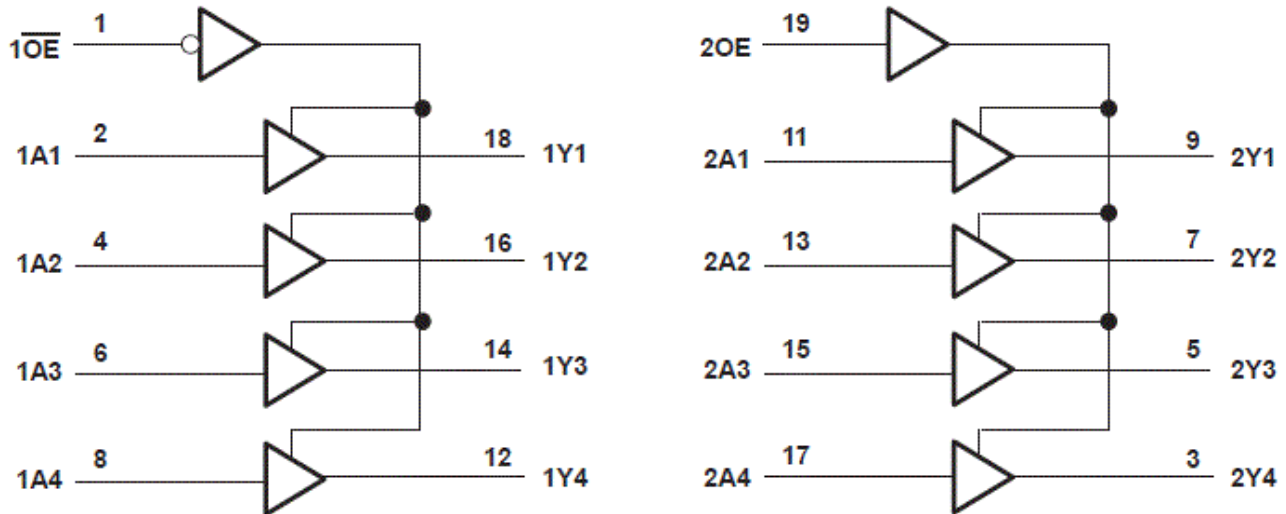 1 19
1O̅E̅ 2OE
2 18 11 9
1A1 1Y1 2A1 2Y1
4 16 13 7
1A2 1Y2 2A2 2Y2
6 14 15 5
1A3 1Y3 2A3 2Y3
8 12 17 3
1A4 1Y4 2A4 2Y4